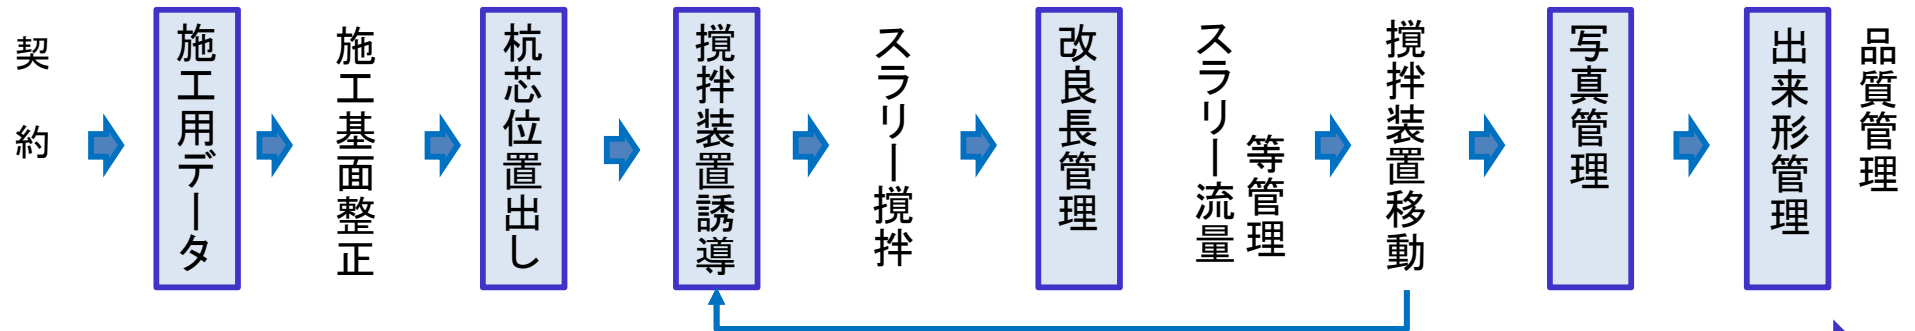 契約
施工用データ
施工基面整正
杭芯位置出し
撹拌装置誘導
スラリー撹拌
改良長管理
スラリー流量
等管理
撹拌装置移動
写真管理
出来形管理
品質管理